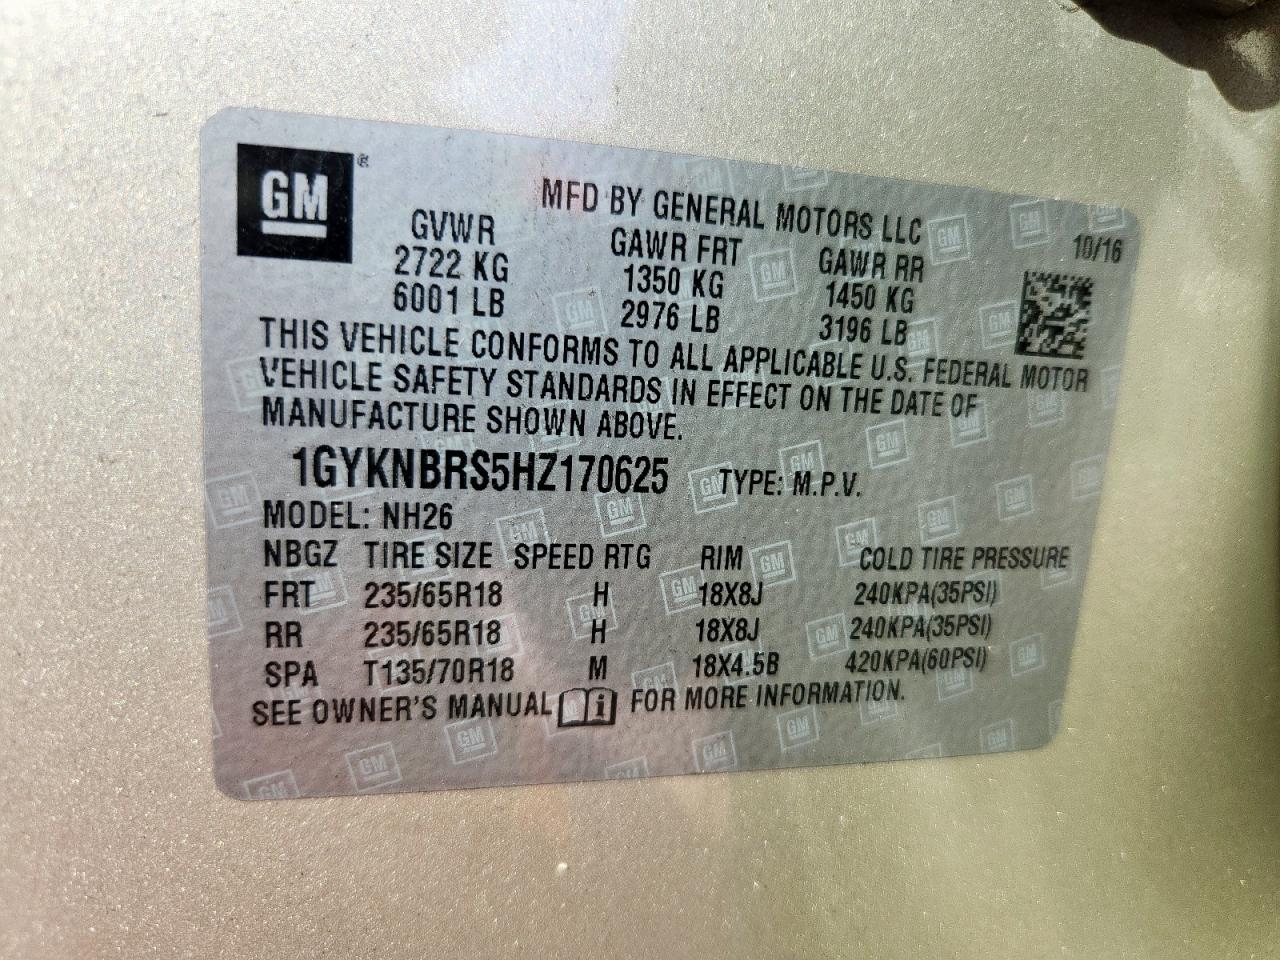 GM®
MFD BY GENERAL MOTORS LLC
GVWR GAWR FRT GAWR RR 10/16
2722 KG 1350 KG 1450 KG
6001 LB 2976 LB 3196 LB
THIS VEHICLE CONFORMS TO ALL APPLICABLE U.S. FEDERAL MOTOR
VEHICLE SAFETY STANDARDS IN EFFECT ON THE DATE OF
MANUFACTURE SHOWN ABOVE.
1GYKNBRS5HZ170625 TYPE: M.P.V.
MODEL: NH26
NBGZ TIRE SIZE SPEED RTG RIM COLD TIRE PRESSURE
FRT 235/65R18 H 18X8J 240KPA(35PSI)
RR 235/65R18 H 18X8J 240KPA(35PSI)
SPA T135/70R18 M 18X4.5B 420KPA(60PSI)
SEE OWNER'S MANUAL i FOR MORE INFORMATION.